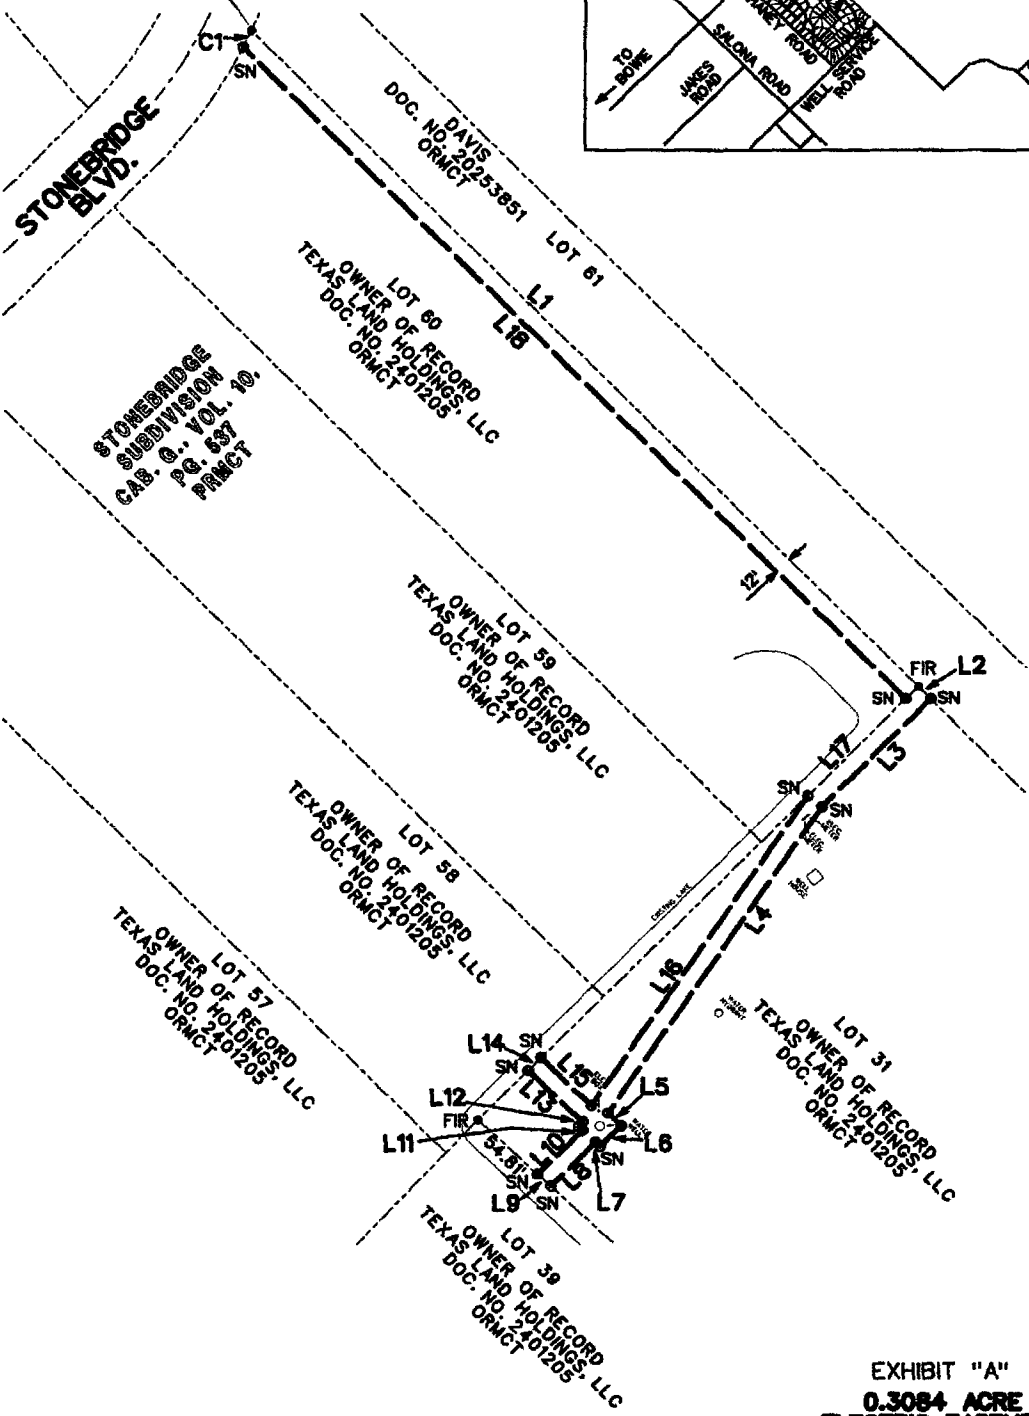 TO
BOWIE
SALONA ROAD
JAKES
ROAD
WELL SERVICE
ROAD
C1
SN
STONEBRIDGE
BLVD.
DAVIS
DOC. NO. 20253851
ORMCT
LOT 61
LOT 60
OWNER OF RECORD
TEXAS LAND HOLDINGS, LLC
DOC. NO. 2401205
ORMCT
L1
L18
STONEBRIDGE
SUBDIVISION
CAB. G., VOL. 10,
PG. 537
PRMCT
12'
LOT 59
OWNER OF RECORD
TEXAS LAND HOLDINGS, LLC
DOC. NO. 2401205
ORMCT
FIR
L2
SN
SN
L17
L3
SN
SN
LOT 58
OWNER OF RECORD
TEXAS LAND HOLDINGS, LLC
DOC. NO. 2401205
ORMCT
L4
L16
LOT 57
OWNER OF RECORD
TEXAS LAND HOLDINGS, LLC
DOC. NO. 2401205
ORMCT
LOT 31
OWNER OF RECORD
TEXAS LAND HOLDINGS, LLC
DOC. NO. 2401205
ORMCT
L14
SN
SN
L15
L5
L13
L12
FIR
L11
L10
L6
SN
54.81'
L8
SN
L9
L7
SN
LOT 39
OWNER OF RECORD
TEXAS LAND HOLDINGS, LLC
DOC. NO. 2401205
ORMCT
EXHIBIT "A"
0.3084 ACRE